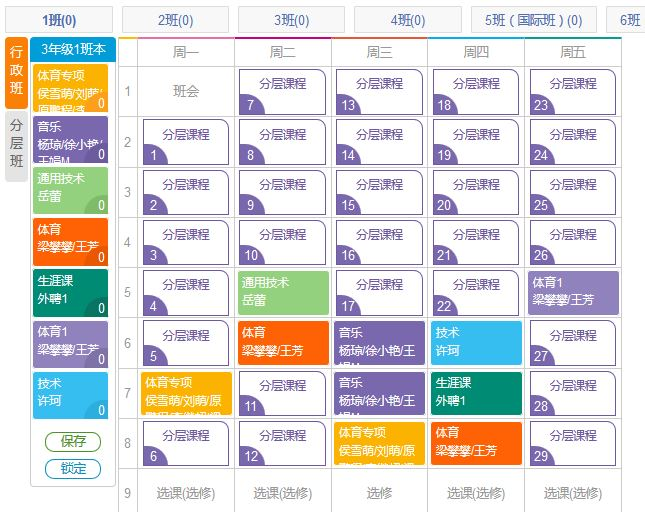 1班(0) 2班(0) 3班(0) 4班(0) 5班 ( 国际班 ) (0) 6班
行政班
分层班
3年级1班本
体育专项
侯雪萌/刘萌/
0
音乐
杨琼/徐小艳/
0
通用技术
岳蕾
0
体育
梁攀攀/王芳
0
生涯课
外聘1
0
体育1
梁攀攀/王芳
0
技术
许珂
0
保存
锁定
周一 周二 周三 周四 周五
1 班会 分层课程 7 分层课程 13 分层课程 18 分层课程 23
2 分层课程 1 分层课程 8 分层课程 14 分层课程 19 分层课程 24
3 分层课程 2 分层课程 9 分层课程 15 分层课程 20 分层课程 25
4 分层课程 3 分层课程 10 分层课程 16 分层课程 21 分层课程 26
5 分层课程 4 通用技术 岳蕾 分层课程 17 分层课程 22 体育1 梁攀攀/王芳
6 分层课程 5 体育 梁攀攀/王芳 音乐 杨琼/徐小艳/王 技术 许珂 分层课程 27
7 体育专项 侯雪萌/刘萌/原 分层课程 11 音乐 杨琼/徐小艳/王 生涯课 外聘1 分层课程 28
8 分层课程 6 分层课程 12 体育专项 侯雪萌/刘萌/原 体育 梁攀攀/王芳 分层课程 29
9 选课(选修) 选课(选修) 选修 选课(选修) 选课(选修)